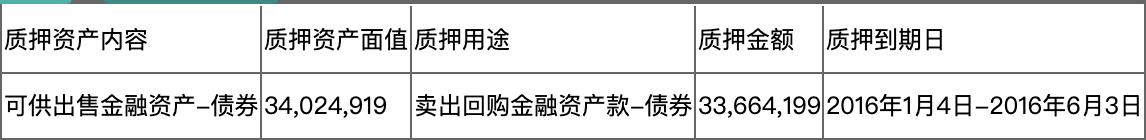 质押资产内容 质押资产面值 质押用途 质押金额 质押到期日
可供出售金融资产–债券 34,024,919 卖出回购金融资产款–债券 33,664,199 2016年1月4日–2016年6月3日